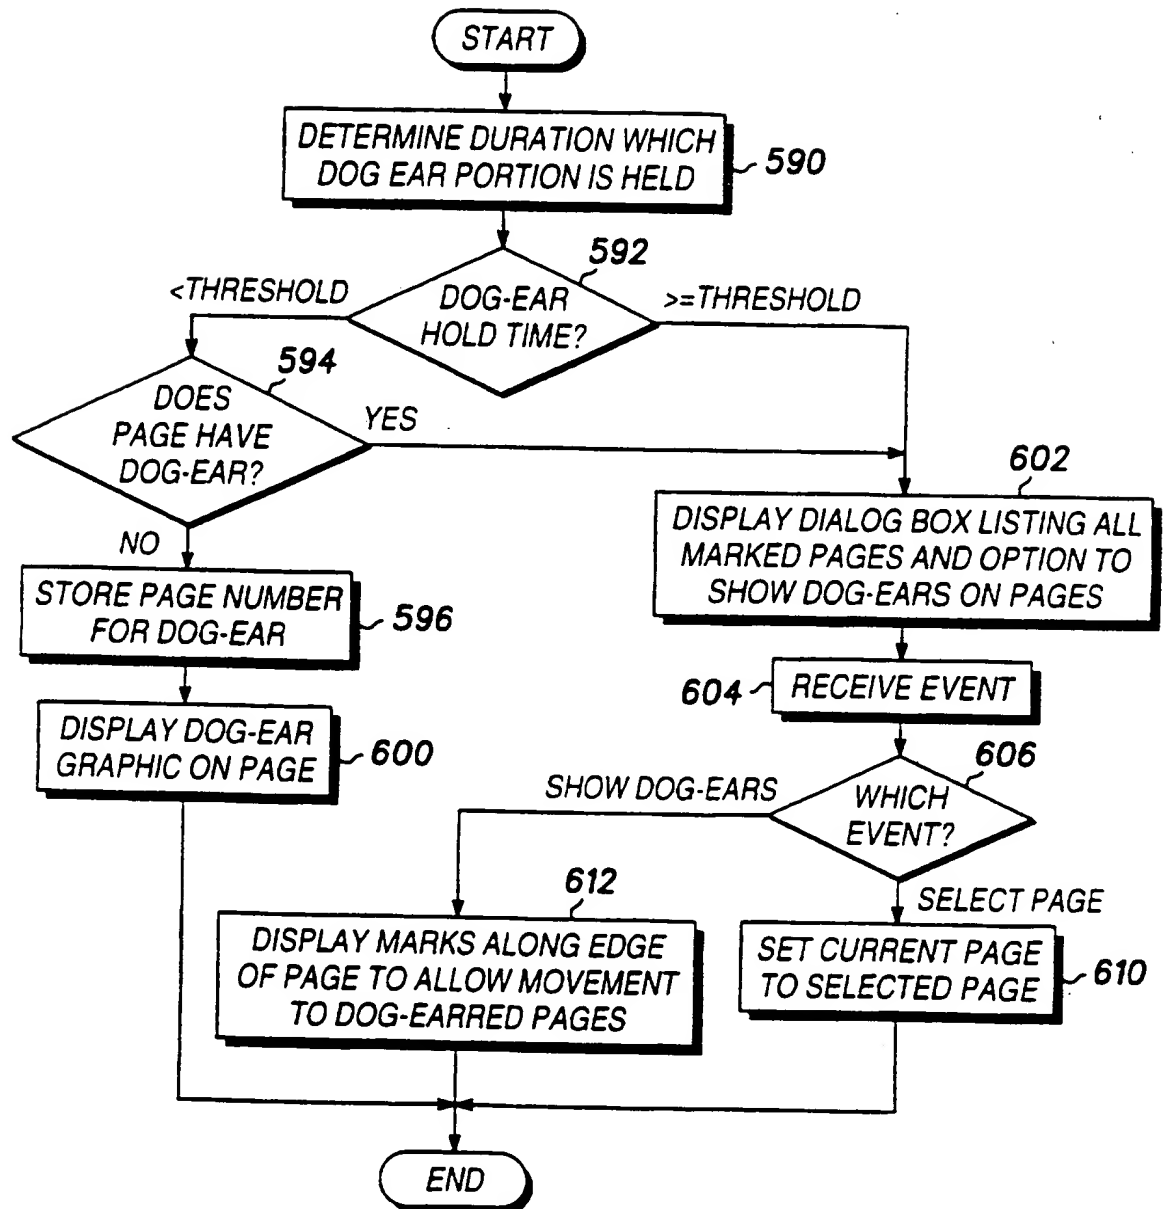 START
DETERMINE DURATION WHICH
DOG EAR PORTION IS HELD
590
592
<THRESHOLD
DOG-EAR
HOLD TIME?
>=THRESHOLD
594
DOES
PAGE HAVE
DOG-EAR?
YES
NO
602
DISPLAY DIALOG BOX LISTING ALL
MARKED PAGES AND OPTION TO
SHOW DOG-EARS ON PAGES
STORE PAGE NUMBER
FOR DOG-EAR
596
604
RECEIVE EVENT
DISPLAY DOG-EAR
GRAPHIC ON PAGE
600
606
SHOW DOG-EARS
WHICH
EVENT?
SELECT PAGE
612
DISPLAY MARKS ALONG EDGE
OF PAGE TO ALLOW MOVEMENT
TO DOG-EARRED PAGES
SET CURRENT PAGE
TO SELECTED PAGE
610
END